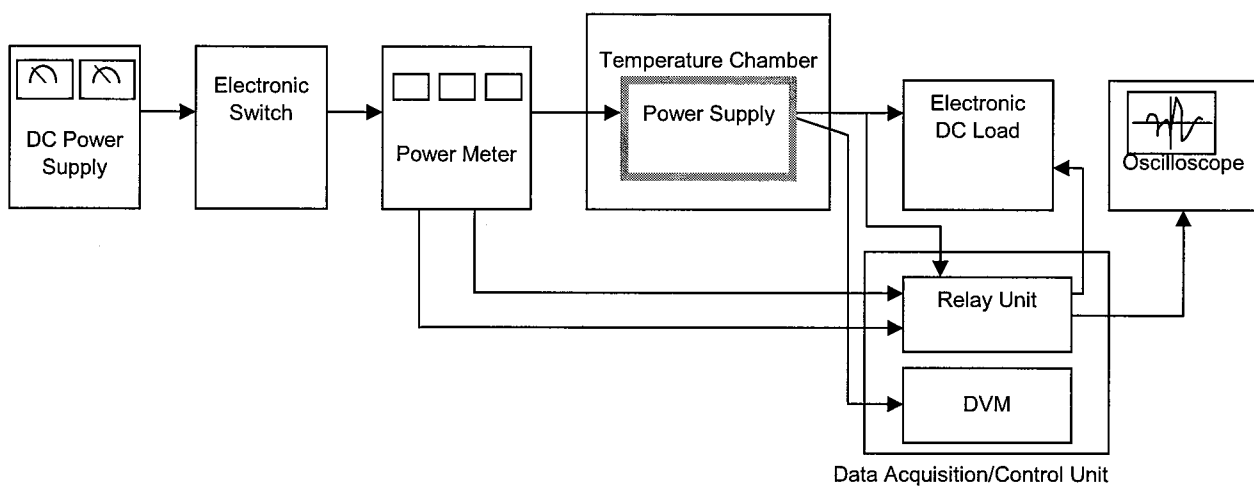 DC Power
Supply
Electronic
Switch
Power Meter
Temperature Chamber
Power Supply
Electronic
DC Load
Oscilloscope
Relay Unit
DVM
Data Acquisition/Control Unit